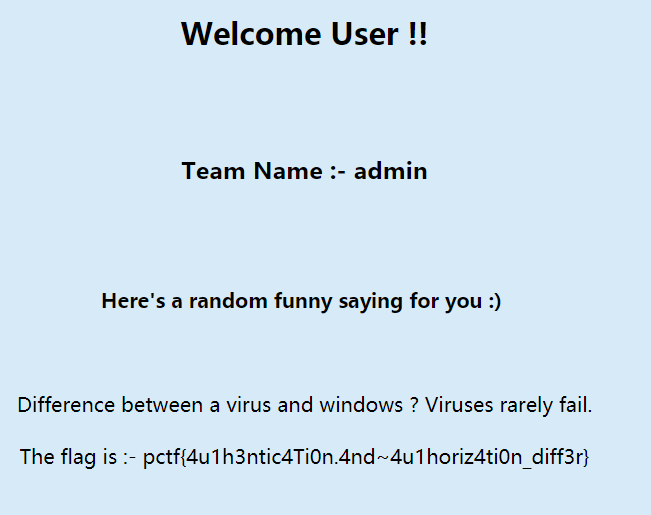 Welcome User !!
Team Name :- admin
Here's a random funny saying for you :)
Difference between a virus and windows ? Viruses rarely fail.
The flag is :- pctf{4u1h3ntic4Ti0n.4nd~4u1horiz4ti0n_diff3r}